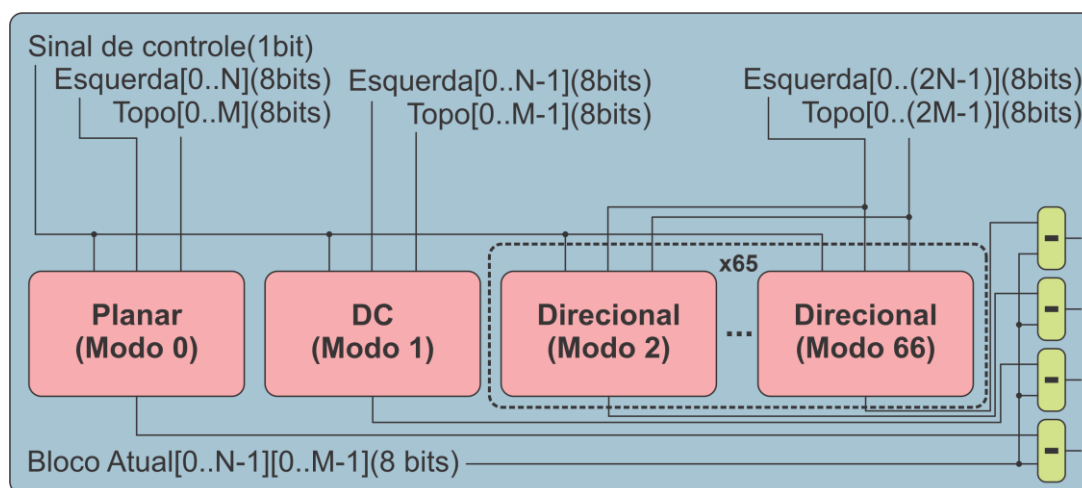 Sinal de controle(1bit)
Esquerda[0..N](8bits)
Topo[0..M](8bits)
Esquerda[0..N-1](8bits)
Topo[0..M-1](8bits)
Esquerda[0..(2N-1)](8bits)
Topo[0..(2M-1)](8bits)
x65
Planar
(Modo 0)
DC
(Modo 1)
Direcional
(Modo 2)
...
Direcional
(Modo 66)
-
-
-
-
Bloco Atual[0..N-1][0..M-1](8 bits)